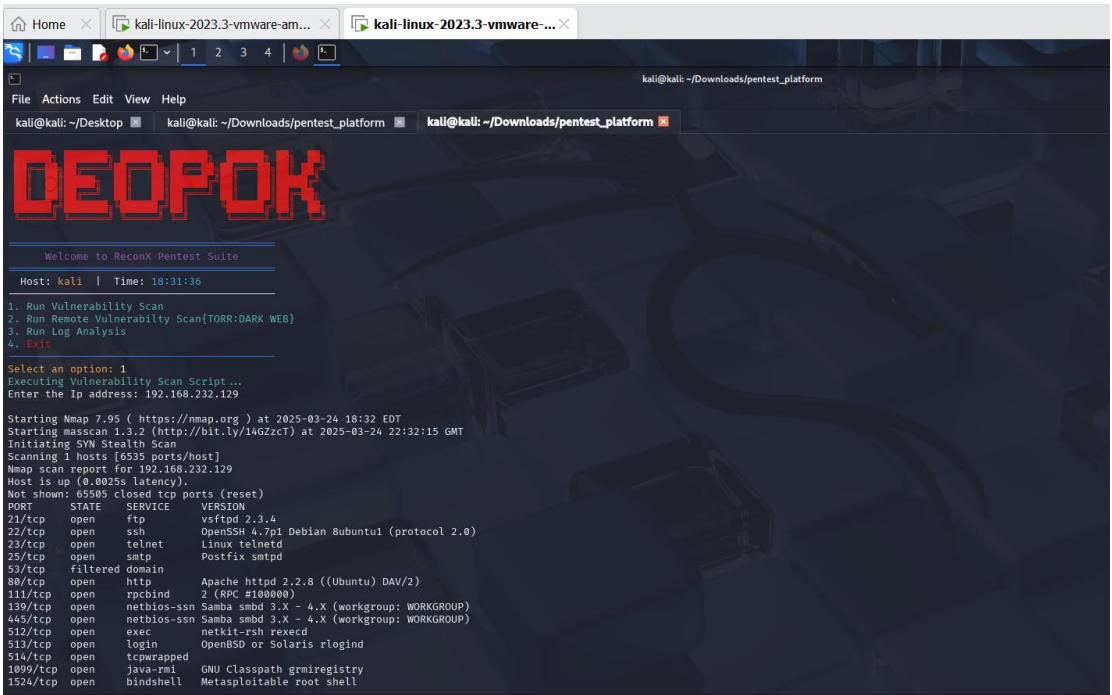 Home
kali-linux-2023.3-vmware-am...
kali-linux-2023.3-vmware-...
1 2 3 4
kali@kali: ~/Downloads/pentest_platform
File Actions Edit View Help
kali@kali: ~/Desktop kali@kali: ~/Downloads/pentest_platform kali@kali: ~/Downloads/pentest_platform
DEOPOK
Welcome to ReconX Pentest Suite
Host: kali | Time: 18:31:36
1. Run Vulnerability Scan
2. Run Remote Vulnerabilty Scan{TORR:DARK WEB}
3. Run Log Analysis
4. Exit
Select an option: 1
Executing Vulnerability Scan Script...
Enter the Ip address: 192.168.232.129
Starting Nmap 7.95 ( https://nmap.org ) at 2025-03-24 18:32 EDT
Starting masscan 1.3.2 (http://bit.ly/14GZzcT) at 2025-03-24 22:32:15 GMT
Initiating SYN Stealth Scan
Scanning 1 hosts [6535 ports/host]
Nmap scan report for 192.168.232.129
Host is up (0.0025s latency).
Not shown: 65505 closed tcp ports (reset)
PORT STATE SERVICE VERSION
21/tcp open ftp vsftpd 2.3.4
22/tcp open ssh OpenSSH 4.7p1 Debian 8ubuntu1 (protocol 2.0)
23/tcp open telnet Linux telnetd
25/tcp open smtp Postfix smtpd
53/tcp filtered domain
80/tcp open http Apache httpd 2.2.8 ((Ubuntu) DAV/2)
111/tcp open rpcbind 2 (RPC #100000)
139/tcp open netbios-ssn Samba smbd 3.X - 4.X (workgroup: WORKGROUP)
445/tcp open netbios-ssn Samba smbd 3.X - 4.X (workgroup: WORKGROUP)
512/tcp open exec netkit-rsh rexecd
513/tcp open login OpenBSD or Solaris rlogind
514/tcp open tcpwrapped
1099/tcp open java-rmi GNU Classpath grmiregistry
1524/tcp open bindshell Metasploitable root shell